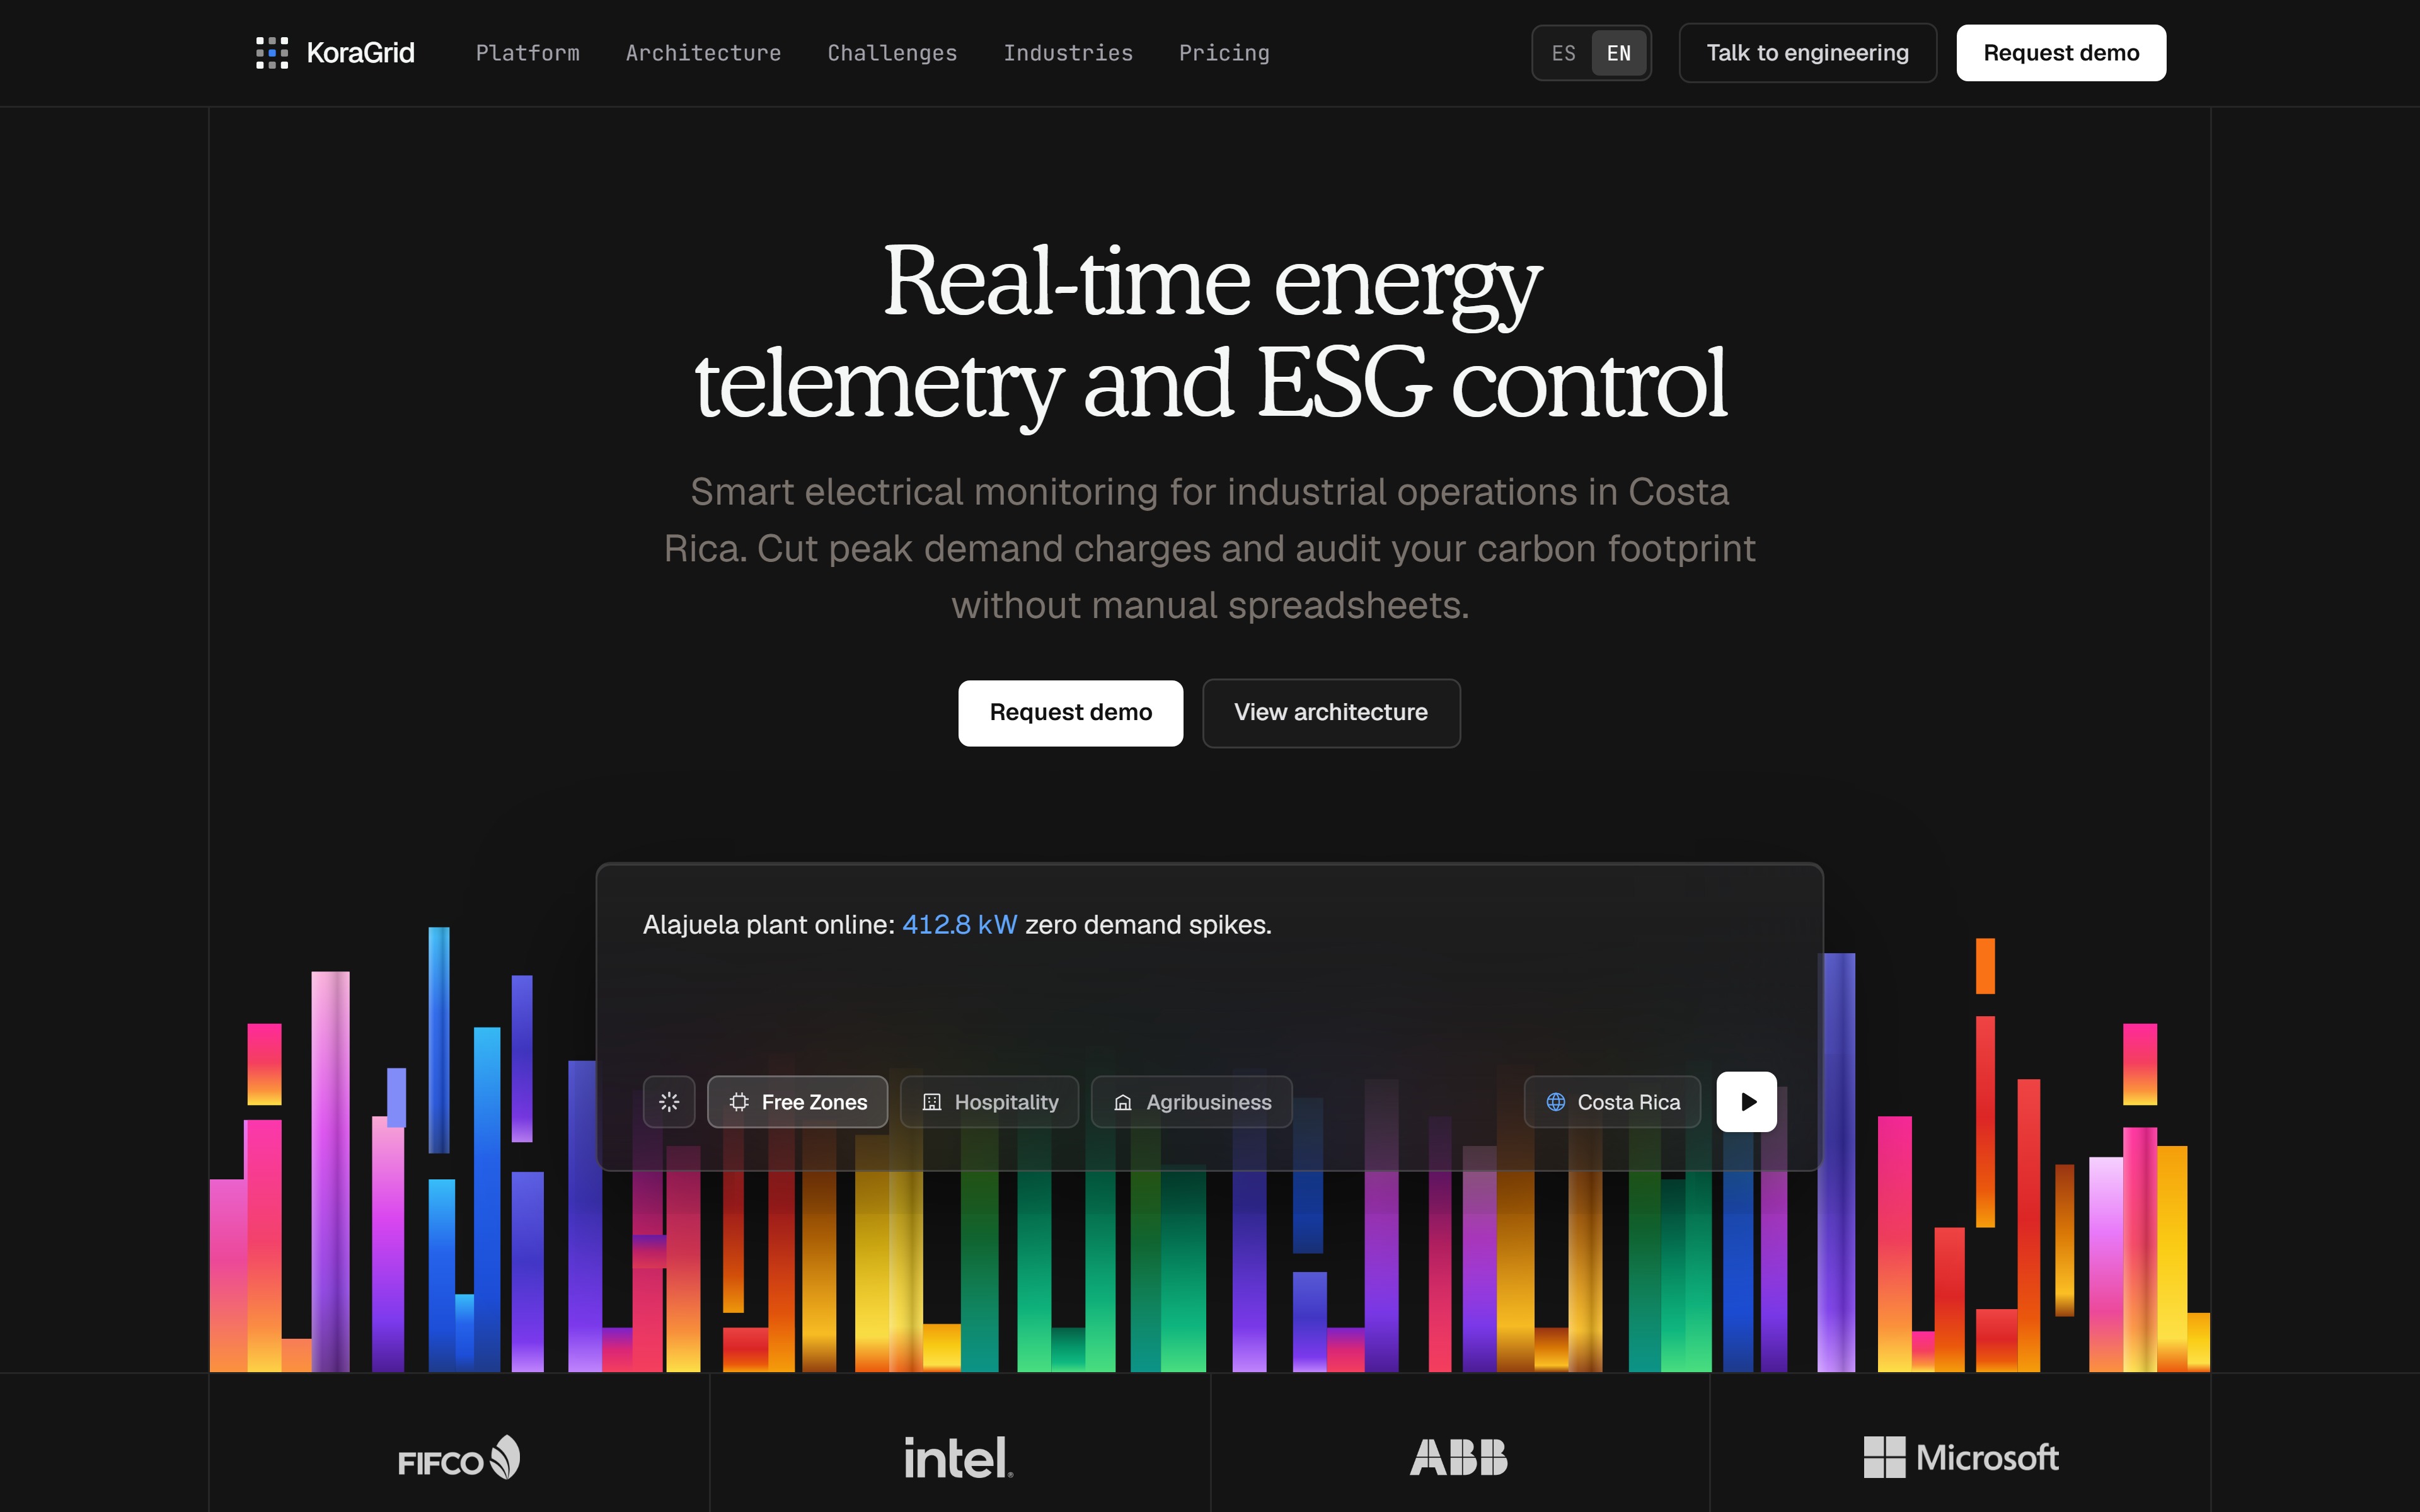 KoraGrid
Platform
Architecture
Challenges
Industries
Pricing
ES
EN
Talk to engineering
Request demo
Real-time energy
telemetry and ESG control
Smart electrical monitoring for industrial operations in Costa
Rica. Cut peak demand charges and audit your carbon footprint
without manual spreadsheets.
Request demo
View architecture
Alajuela plant online: 412.8 kW zero demand spikes.
Free Zones
Hospitality
Agribusiness
Costa Rica
FIFCO
intel®
ABB
Microsoft